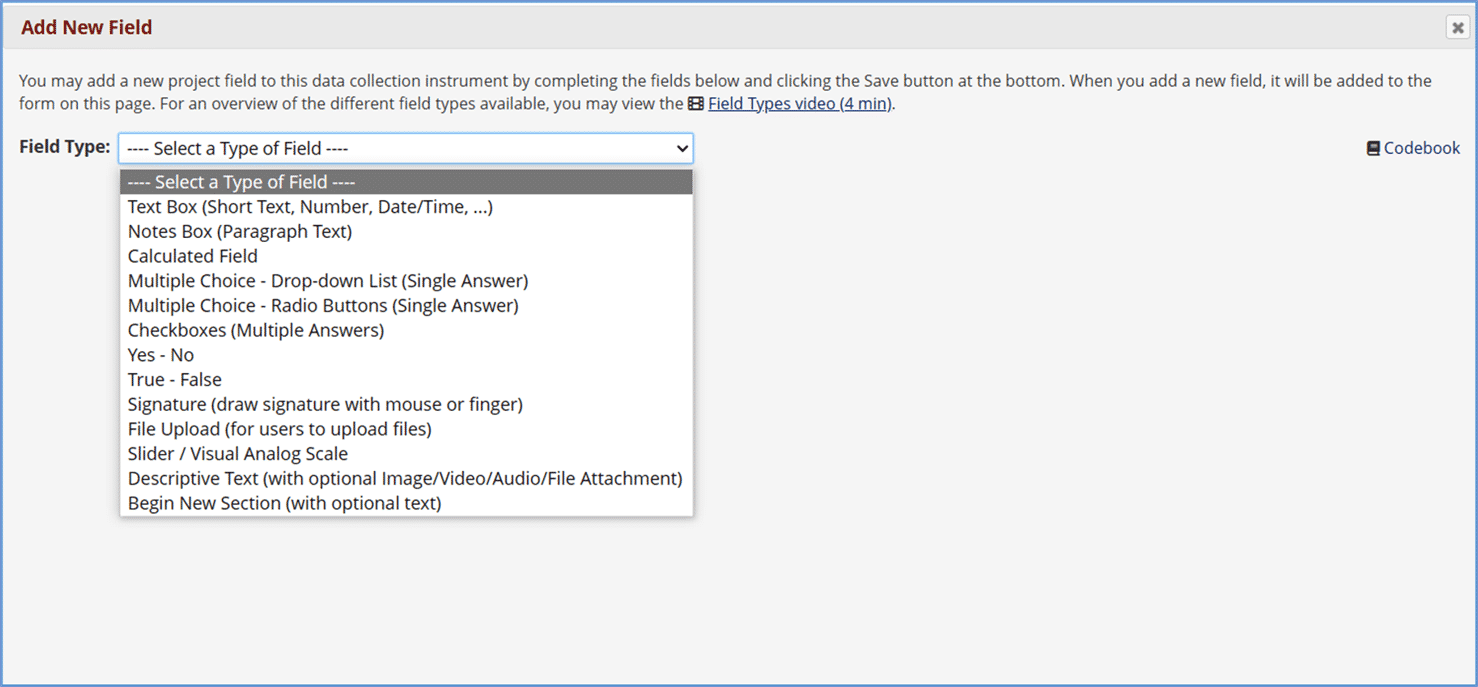 Add New Field
You may add a new project field to this data collection instrument by completing the fields below and clicking the Save button at the bottom. When you add a new field, it will be added to the
form on this page. For an overview of the different field types available, you may view the Field Types video (4 min).
Field Type: ---- Select a Type of Field ---- Codebook
---- Select a Type of Field ----
Text Box (Short Text, Number, Date/Time, ...)
Notes Box (Paragraph Text)
Calculated Field
Multiple Choice - Drop-down List (Single Answer)
Multiple Choice - Radio Buttons (Single Answer)
Checkboxes (Multiple Answers)
Yes - No
True - False
Signature (draw signature with mouse or finger)
File Upload (for users to upload files)
Slider / Visual Analog Scale
Descriptive Text (with optional Image/Video/Audio/File Attachment)
Begin New Section (with optional text)